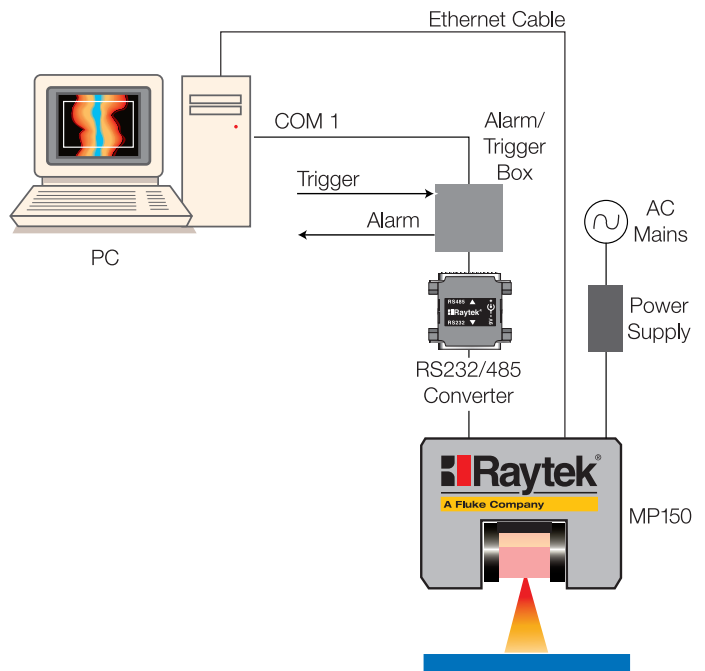 Ethernet Cable
COM 1
Alarm/
Trigger
Box
Trigger
Alarm
PC
AC
Mains
RS485 ▲
Raytek®
RS232 ▼
9V - +
Power
Supply
RS232/485
Converter
Raytek®
A Fluke Company
MP150